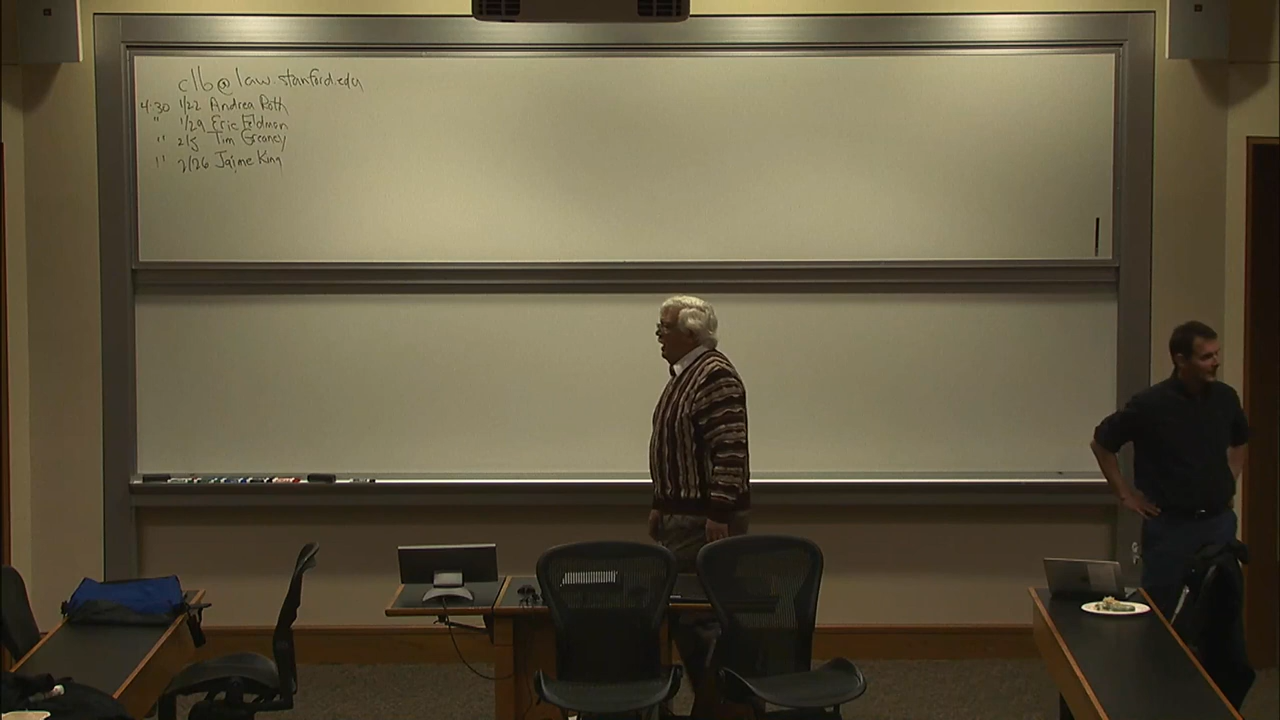 clb@law.stanford.edu
4:30 1/22 Andrea Roth
" 1/29 Eric Feldman
" 2/5 Tim Greaney
" 2/26 Jaime King